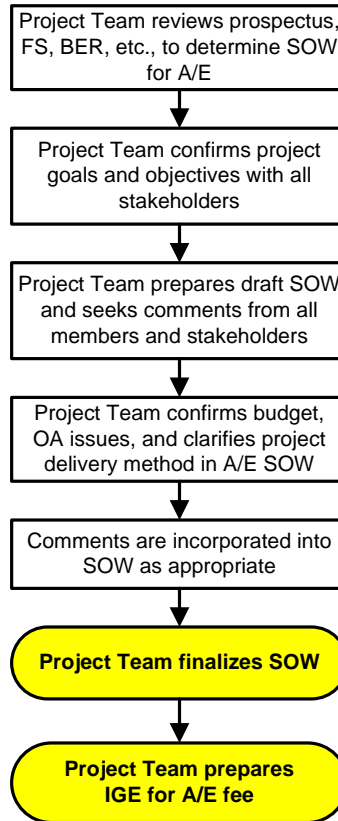 Project Team reviews prospectus,
FS, BER, etc., to determine SOW
for A/E
Project Team confirms project
goals and objectives with all
stakeholders
Project Team prepares draft SOW
and seeks comments from all
members and stakeholders
Project Team confirms budget,
OA issues, and clarifies project
delivery method in A/E SOW
Comments are incorporated into
SOW as appropriate
Project Team finalizes SOW
Project Team prepares
IGE for A/E fee